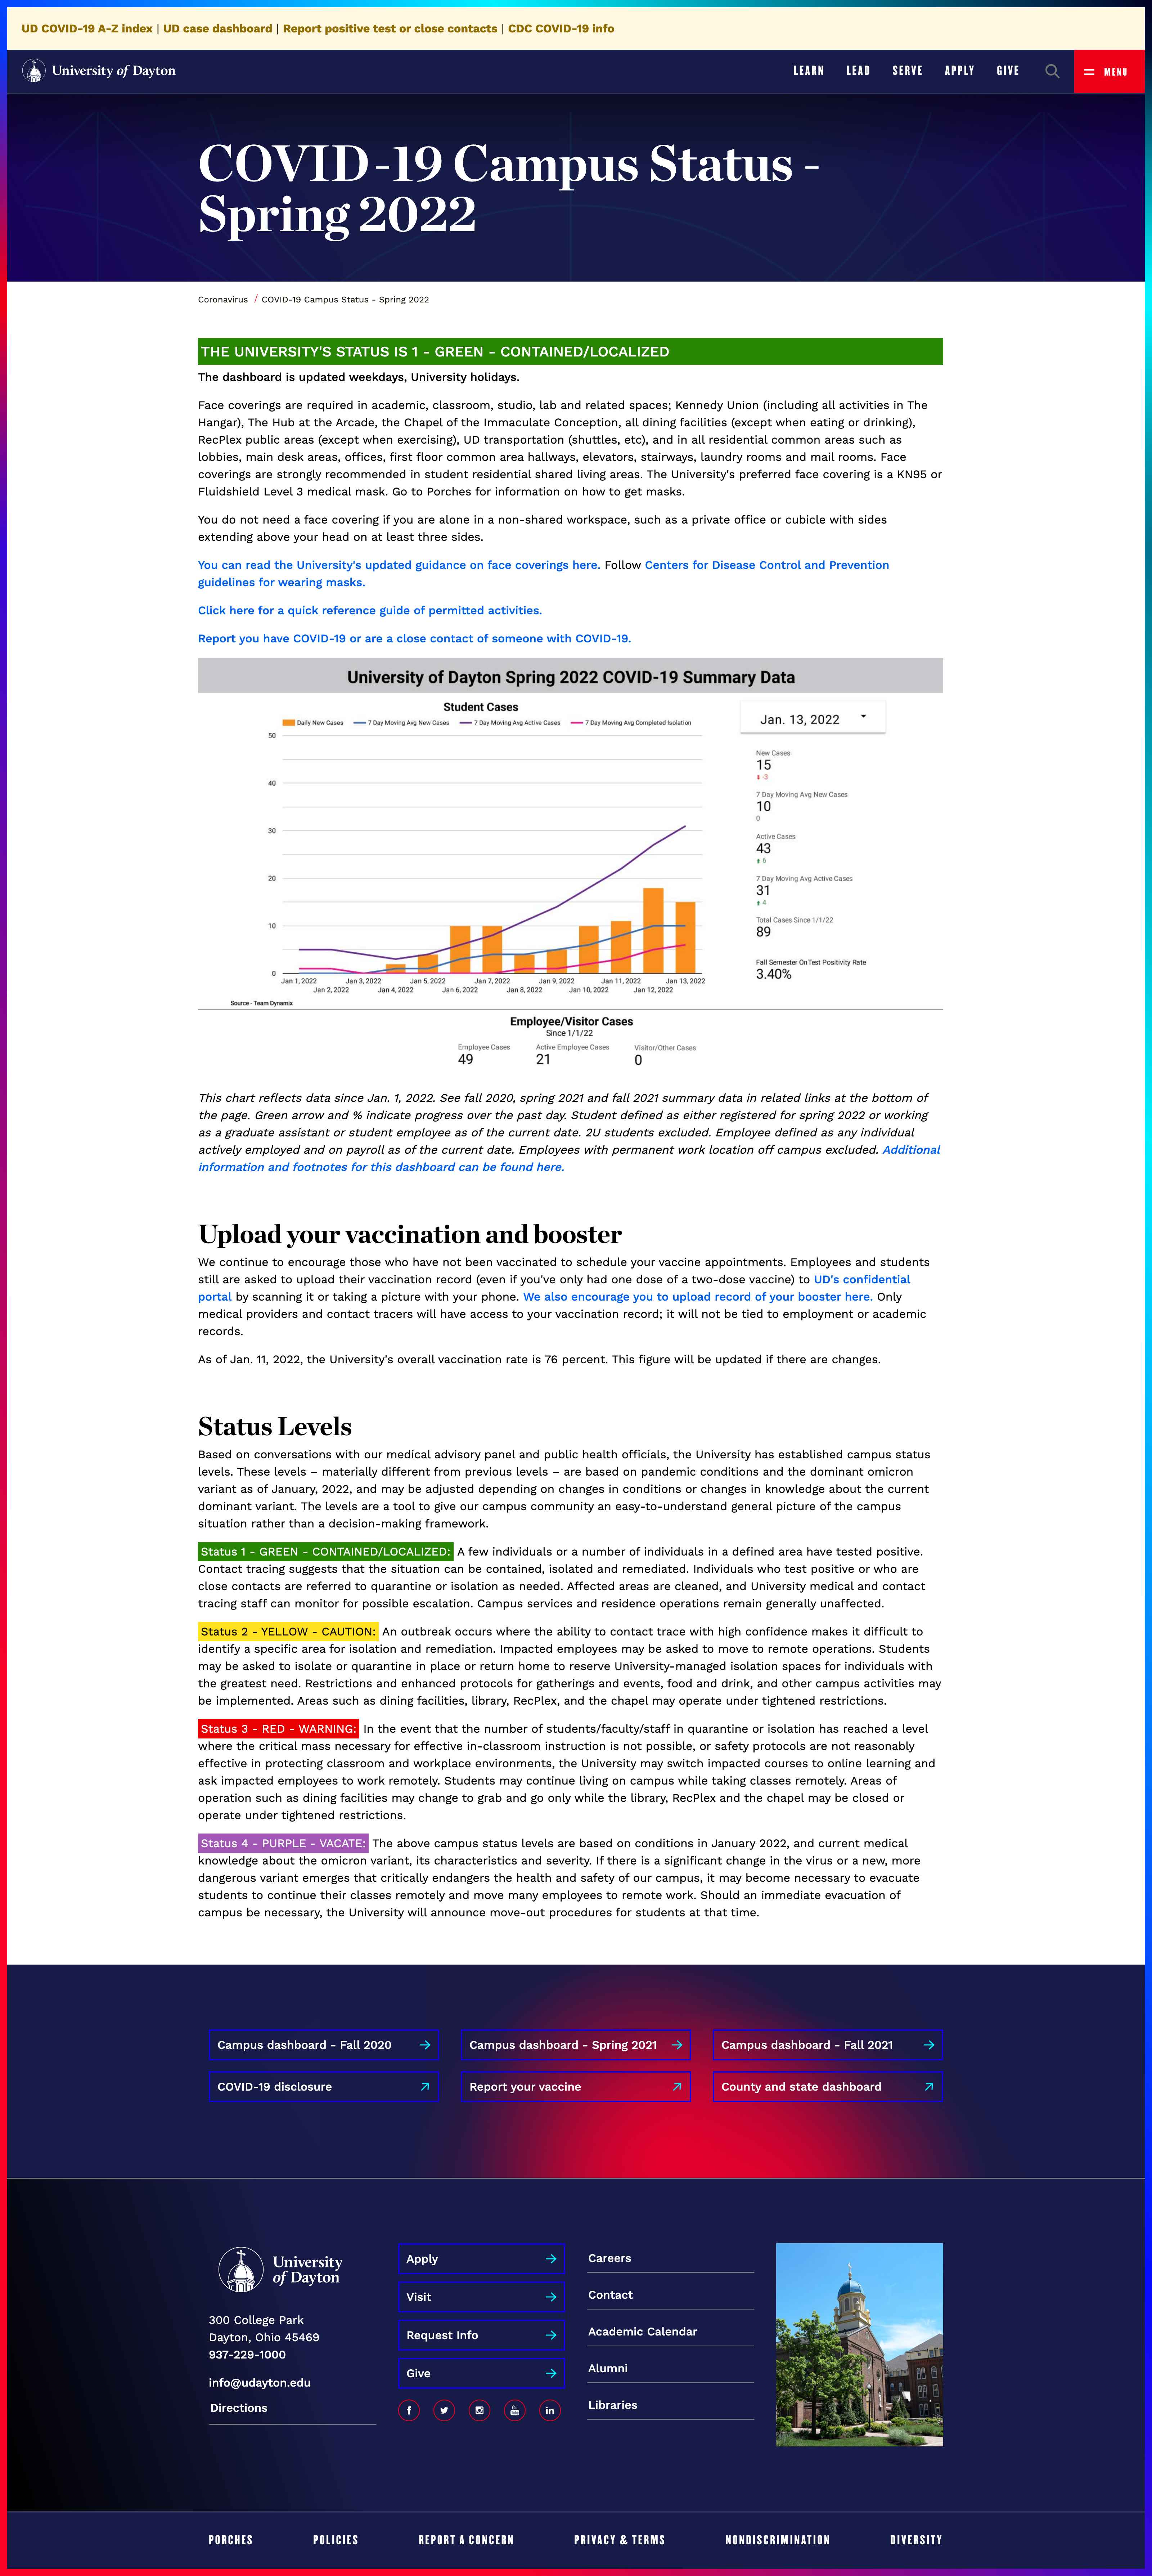 UD COVID-19 A-Z index | UD case dashboard | Report positive test or close contacts | CDC COVID-19 info
University of Dayton
LEARN LEAD SERVE APPLY GIVE MENU
COVID-19 Campus Status -
Spring 2022
Coronavirus / COVID-19 Campus Status - Spring 2022
THE UNIVERSITY'S STATUS IS 1 - GREEN - CONTAINED/LOCALIZED
The dashboard is updated weekdays, University holidays.
Face coverings are required in academic, classroom, studio, lab and related spaces; Kennedy Union (including all activities in The
Hangar), The Hub at the Arcade, the Chapel of the Immaculate Conception, all dining facilities (except when eating or drinking),
RecPlex public areas (except when exercising), UD transportation (shuttles, etc), and in all residential common areas such as
lobbies, main desk areas, offices, first floor common area hallways, elevators, stairways, laundry rooms and mail rooms. Face
coverings are strongly recommended in student residential shared living areas. The University's preferred face covering is a KN95 or
Fluidshield Level 3 medical mask. Go to Porches for information on how to get masks.
You do not need a face covering if you are alone in a non-shared workspace, such as a private office or cubicle with sides
extending above your head on at least three sides.
You can read the University's updated guidance on face coverings here. Follow Centers for Disease Control and Prevention
guidelines for wearing masks.
Click here for a quick reference guide of permitted activities.
Report you have COVID-19 or are a close contact of someone with COVID-19.
University of Dayton Spring 2022 COVID-19 Summary Data
Student Cases
Daily New Cases 7 Day Moving Avg New Cases 7 Day Moving Avg Active Cases 7 Day Moving Avg Completed Isolation
50
40
30
20
10
0
Jan 1, 2022 Jan 3, 2022 Jan 5, 2022 Jan 7, 2022 Jan 9, 2022 Jan 11, 2022 Jan 13, 2022
Jan 2, 2022 Jan 4, 2022 Jan 6, 2022 Jan 8, 2022 Jan 10, 2022 Jan 12, 2022
Source - Team Dynamix
Jan. 13, 2022
New Cases
15
-3
7 Day Moving Avg New Cases
10
0
Active Cases
43
6
7 Day Moving Avg Active Cases
31
4
Total Cases Since 1/1/22
89
Fall Semester OnTest Positivity Rate
3.40%
Employee/Visitor Cases
Since 1/1/22
Employee Cases Active Employee Cases Visitor/Other Cases
49 21 0
This chart reflects data since Jan. 1, 2022. See fall 2020, spring 2021 and fall 2021 summary data in related links at the bottom of
the page. Green arrow and % indicate progress over the past day. Student defined as either registered for spring 2022 or working
as a graduate assistant or student employee as of the current date. 2U students excluded. Employee defined as any individual
actively employed and on payroll as of the current date. Employees with permanent work location off campus excluded. Additional
information and footnotes for this dashboard can be found here.
Upload your vaccination and booster
We continue to encourage those who have not been vaccinated to schedule your vaccine appointments. Employees and students
still are asked to upload their vaccination record (even if you've only had one dose of a two-dose vaccine) to UD's confidential
portal by scanning it or taking a picture with your phone. We also encourage you to upload record of your booster here. Only
medical providers and contact tracers will have access to your vaccination record; it will not be tied to employment or academic
records.
As of Jan. 11, 2022, the University's overall vaccination rate is 76 percent. This figure will be updated if there are changes.
Status Levels
Based on conversations with our medical advisory panel and public health officials, the University has established campus status
levels. These levels – materially different from previous levels – are based on pandemic conditions and the dominant omicron
variant as of January, 2022, and may be adjusted depending on changes in conditions or changes in knowledge about the current
dominant variant. The levels are a tool to give our campus community an easy-to-understand general picture of the campus
situation rather than a decision-making framework.
Status 1 - GREEN - CONTAINED/LOCALIZED: A few individuals or a number of individuals in a defined area have tested positive.
Contact tracing suggests that the situation can be contained, isolated and remediated. Individuals who test positive or who are
close contacts are referred to quarantine or isolation as needed. Affected areas are cleaned, and University medical and contact
tracing staff can monitor for possible escalation. Campus services and residence operations remain generally unaffected.
Status 2 - YELLOW - CAUTION: An outbreak occurs where the ability to contact trace with high confidence makes it difficult to
identify a specific area for isolation and remediation. Impacted employees may be asked to move to remote operations. Students
may be asked to isolate or quarantine in place or return home to reserve University-managed isolation spaces for individuals with
the greatest need. Restrictions and enhanced protocols for gatherings and events, food and drink, and other campus activities may
be implemented. Areas such as dining facilities, library, RecPlex, and the chapel may operate under tightened restrictions.
Status 3 - RED - WARNING: In the event that the number of students/faculty/staff in quarantine or isolation has reached a level
where the critical mass necessary for effective in-classroom instruction is not possible, or safety protocols are not reasonably
effective in protecting classroom and workplace environments, the University may switch impacted courses to online learning and
ask impacted employees to work remotely. Students may continue living on campus while taking classes remotely. Areas of
operation such as dining facilities may change to grab and go only while the library, RecPlex and the chapel may be closed or
operate under tightened restrictions.
Status 4 - PURPLE - VACATE: The above campus status levels are based on conditions in January 2022, and current medical
knowledge about the omicron variant, its characteristics and severity. If there is a significant change in the virus or a new, more
dangerous variant emerges that critically endangers the health and safety of our campus, it may become necessary to evacuate
students to continue their classes remotely and move many employees to remote work. Should an immediate evacuation of
campus be necessary, the University will announce move-out procedures for students at that time.
Campus dashboard - Fall 2020 Campus dashboard - Spring 2021 Campus dashboard - Fall 2021
COVID-19 disclosure Report your vaccine County and state dashboard
University
of Dayton
300 College Park
Dayton, Ohio 45469
937-229-1000
info@udayton.edu
Directions
Apply
Visit
Request Info
Give
Careers
Contact
Academic Calendar
Alumni
Libraries
PORCHES POLICIES REPORT A CONCERN PRIVACY & TERMS NONDISCRIMINATION DIVERSITY